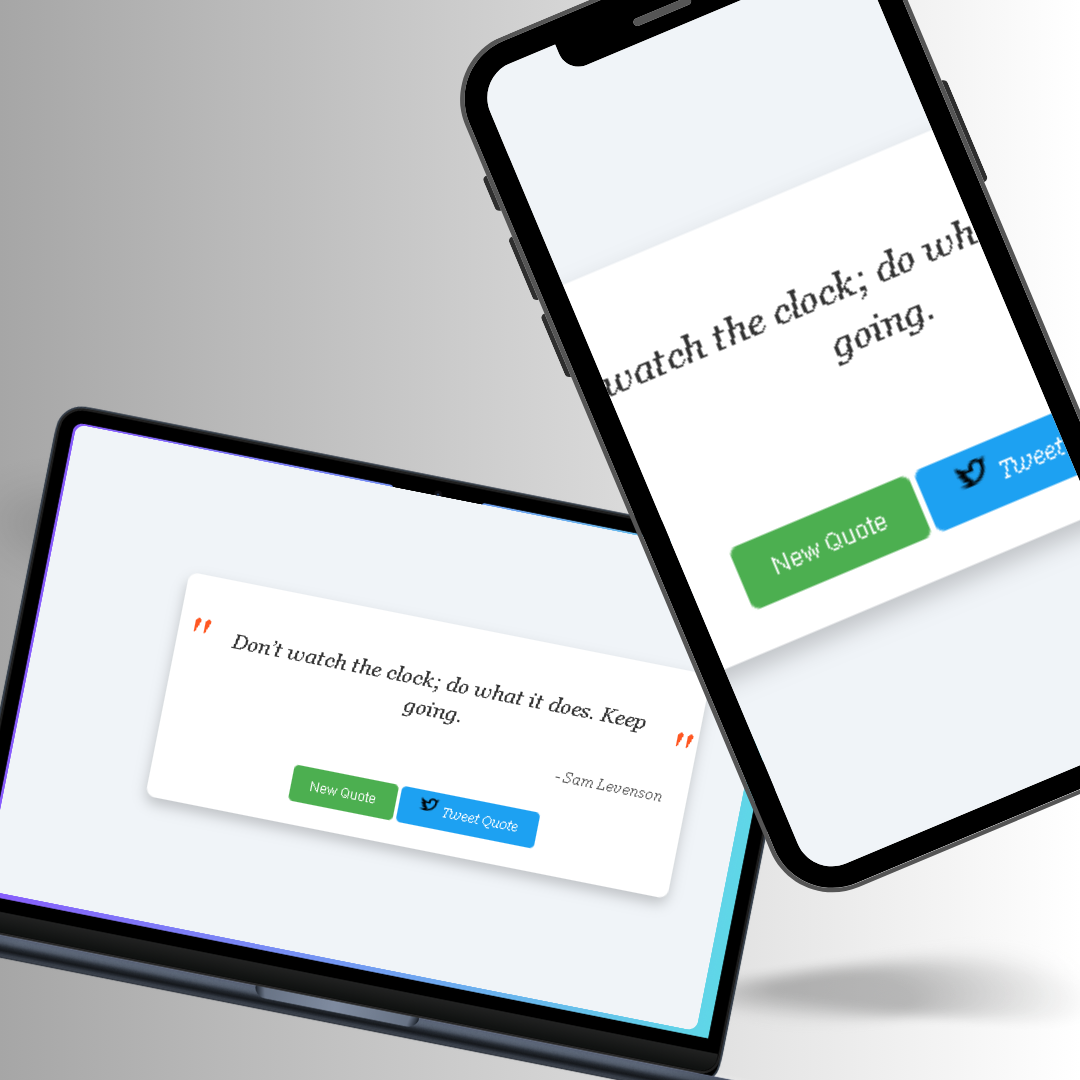 watch the clock; do wh
going.
New Quote
Tweet
" Don't watch the clock; do what it does. Keep
going. "
-Sam Levenson
New Quote
Tweet Quote